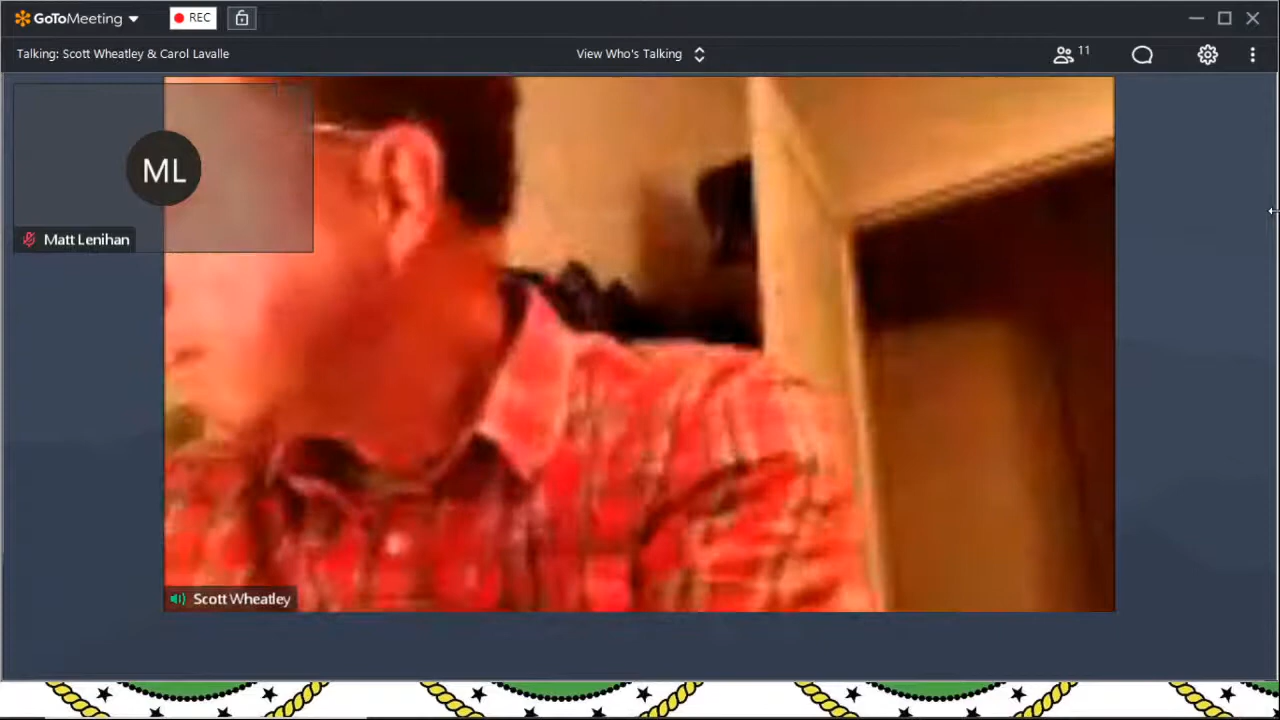 GoToMeeting
REC
Talking: Scott Wheatley & Carol Lavalle
View Who's Talking
11
ML
Matt Lenihan
Scott Wheatley